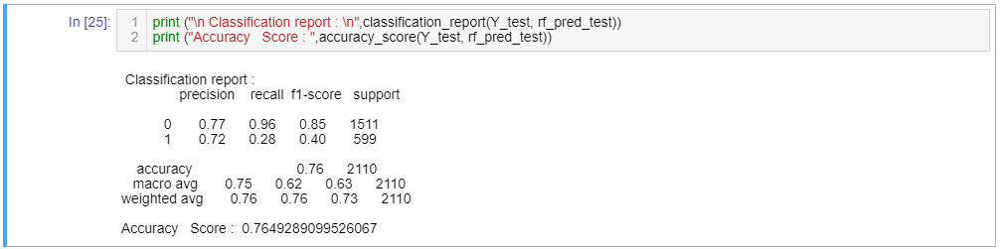 In [25]:
1 print ("\n Classification report : \n",classification_report(Y_test, rf_pred_test))
2 print ("Accuracy   Score : ",accuracy_score(Y_test, rf_pred_test))
Classification report :
precision recall f1-score support
0 0.77 0.96 0.85 1511
1 0.72 0.28 0.40 599
accuracy 0.76 2110
macro avg 0.75 0.62 0.63 2110
weighted avg 0.76 0.76 0.73 2110
Accuracy   Score :  0.7649289099526067